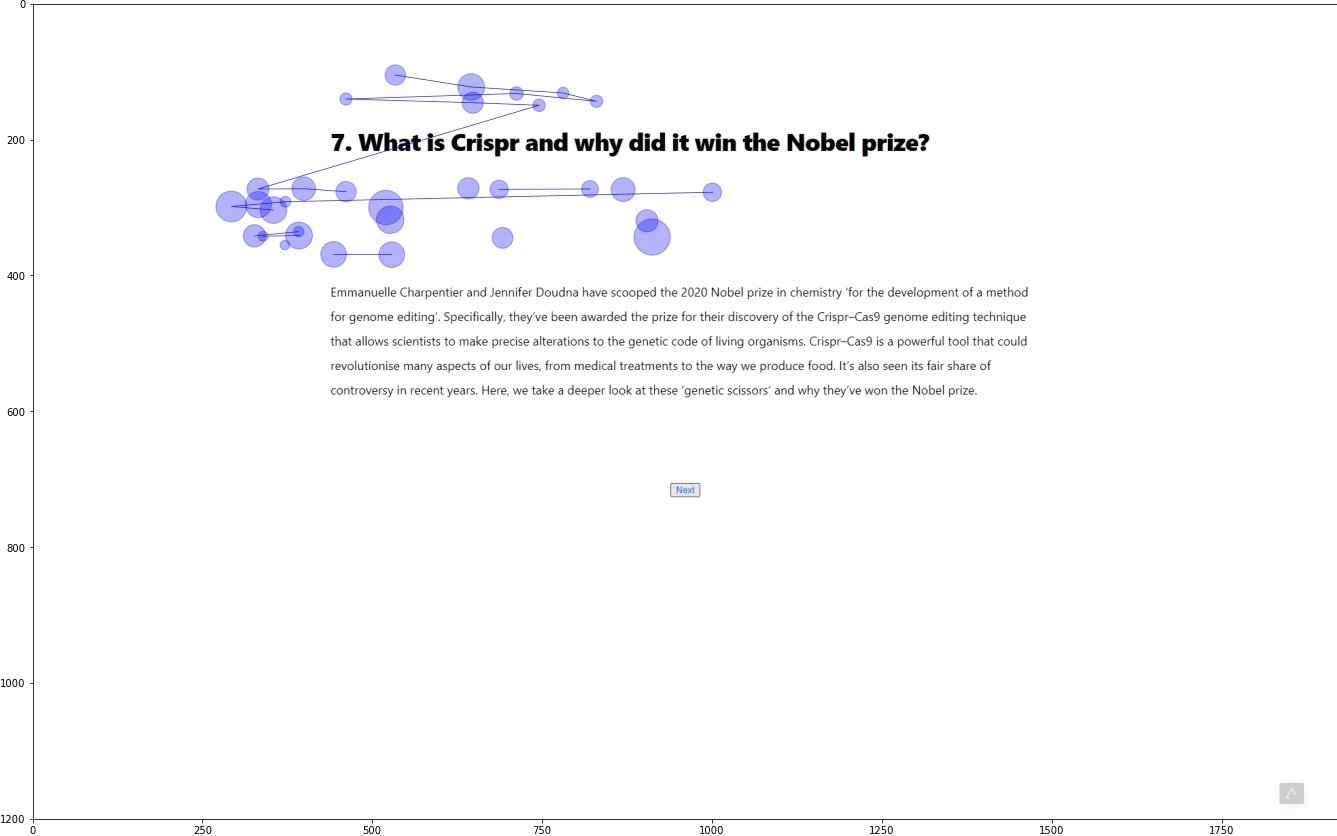 0
200
7. What is Crispr and why did it win the Nobel prize?
400
Emmanuelle Charpentier and Jennifer Doudna have scooped the 2020 Nobel prize in chemistry ‘for the development of a method
for genome editing’. Specifically, they’ve been awarded the prize for their discovery of the Crispr–Cas9 genome editing technique
that allows scientists to make precise alterations to the genetic code of living organisms. Crispr–Cas9 is a powerful tool that could
revolutionise many aspects of our lives, from medical treatments to the way we produce food. It’s also seen its fair share of
controversy in recent years. Here, we take a deeper look at these ‘genetic scissors’ and why they’ve won the Nobel prize.
600
Next
800
1000
1200
0 250 500 750 1000 1250 1500 1750